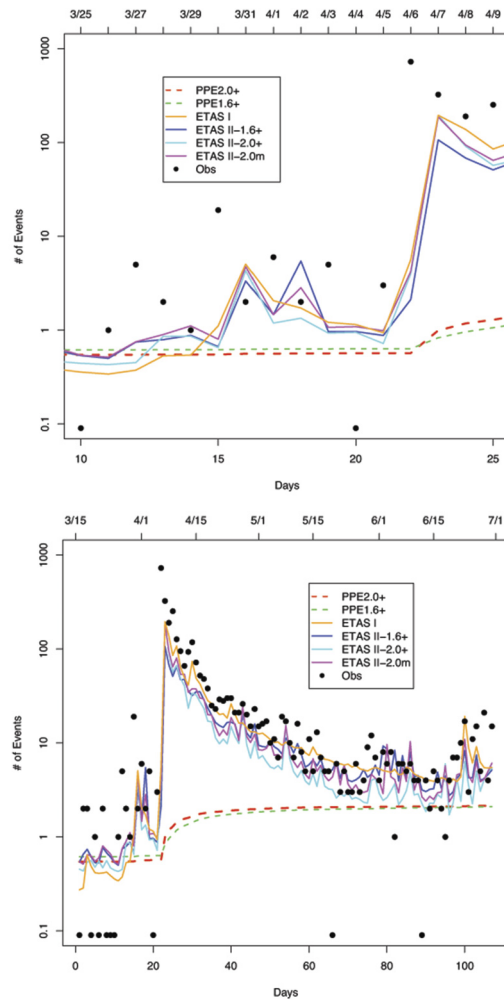 3/25 3/27 3/29 3/31 4/1 4/2 4/3 4/4 4/5 4/6 4/7 4/8 4/9
1000
PPE2.0+
PPE1.6+
ETAS I
ETAS II-1.6+
ETAS II-2.0+
ETAS II-2.0m
Obs
100
# of Events
10
1
0.1
10 15 20 25
Days
3/15 4/1 4/15 5/1 5/15 6/1 6/15 7/1
1000
PPE2.0+
PPE1.6+
ETAS I
ETAS II-1.6+
ETAS II-2.0+
ETAS II-2.0m
Obs
100
# of Events
10
1
0.1
0 20 40 60 80 100
Days